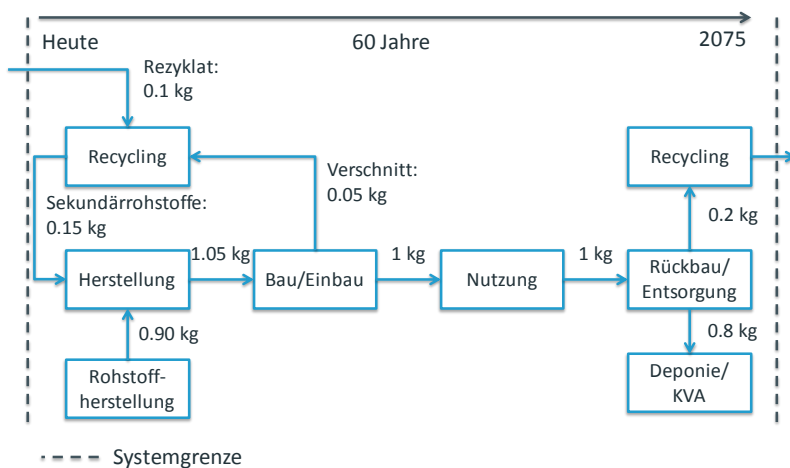 Heute
60 Jahre
2075
Rezyklat:
0.1 kg
Recycling
Verschnitt:
0.05 kg
Recycling
Sekundärrohstoffe:
0.15 kg
0.2 kg
Herstellung
1.05 kg
Bau/Einbau
1 kg
Nutzung
1 kg
Rückbau/
Entsorgung
0.90 kg
0.8 kg
Rohstoff-
herstellung
Deponie/
KVA
Systemgrenze